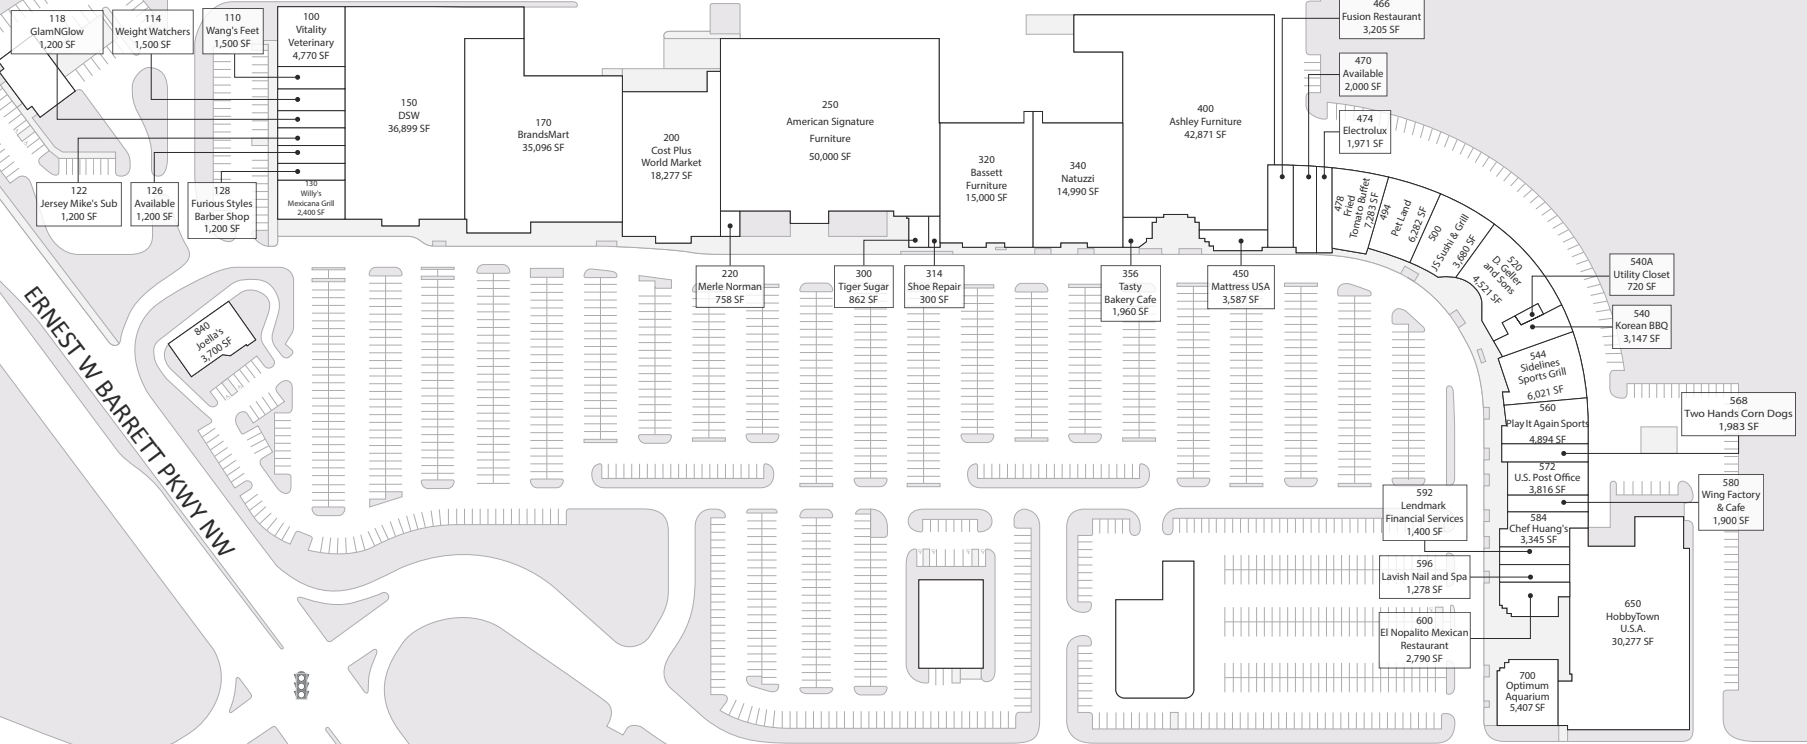 118
GlamNGlow
1,200 SF
114
Weight Watchers
1,500 SF
110
Wang's Feet
1,500 SF
100
Vitality
Veterinary
4,770 SF
122
Jersey Mike's Sub
1,200 SF
126
Available
1,200 SF
128
Furious Styles
Barber Shop
1,200 SF
130
Willy's
Mexicana Grill
2,400 SF
150
DSW
36,899 SF
170
BrandsMart
35,096 SF
200
Cost Plus
World Market
18,277 SF
250
American Signature
Furniture
50,000 SF
320
Bassett
Furniture
15,000 SF
340
Natuzzi
14,990 SF
400
Ashley Furniture
42,871 SF
466
Fusion Restaurant
3,205 SF
470
Available
2,000 SF
474
Electrolux
1,971 SF
478
Fried
Tomato Buffet
7,283 SF
494
Pet Land
6,282 SF
500
JS Sushi & Grill
3,680 SF
520
D. Geller
and Sons
4,521 SF
540A
Utility Closet
720 SF
540
Korean BBQ
3,147 SF
220
Merle Norman
758 SF
300
Tiger Sugar
862 SF
314
Shoe Repair
300 SF
356
Tasty
Bakery Cafe
1,960 SF
450
Mattress USA
3,587 SF
840
Joella's
3,700 SF
ERNEST W BARRETT PKWY NW
544
Sidelines
Sports Grill
6,021 SF
560
Play It Again Sports
4,894 SF
568
Two Hands Corn Dogs
1,983 SF
572
U.S. Post Office
3,816 SF
580
Wing Factory
& Cafe
1,900 SF
584
Chef Huang's
3,345 SF
592
Lendmark
Financial Services
1,400 SF
596
Lavish Nail and Spa
1,278 SF
600
El Nopalito Mexican
Restaurant
2,790 SF
650
HobbyTown
U.S.A.
30,277 SF
700
Optimum
Aquarium
5,407 SF